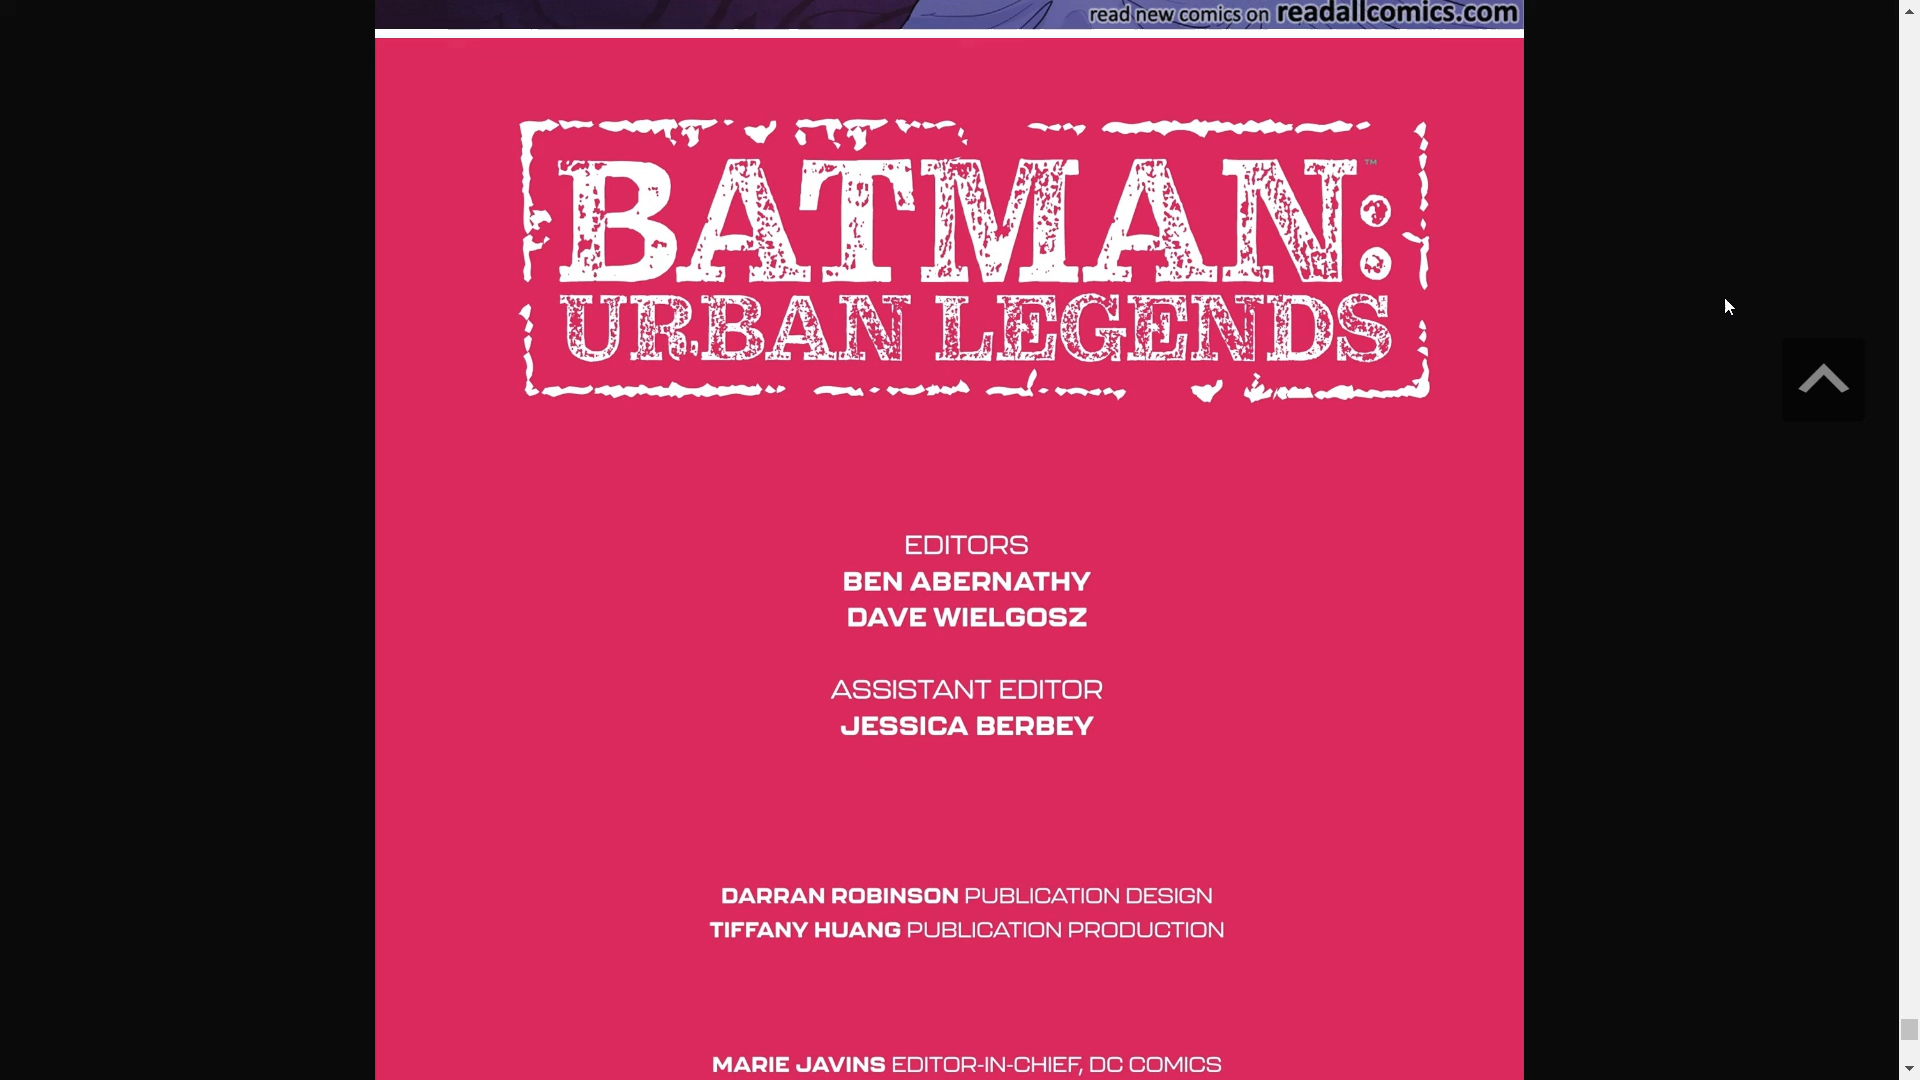 read new comics on readallcomics.com
BATMAN:™
URBAN LEGENDS
EDITORS
BEN ABERNATHY
DAVE WIELGOSZ
ASSISTANT EDITOR
JESSICA BERBEY
DARRAN ROBINSON PUBLICATION DESIGN
TIFFANY HUANG PUBLICATION PRODUCTION
MARIE JAVINS EDITOR-IN-CHIEF, DC COMICS